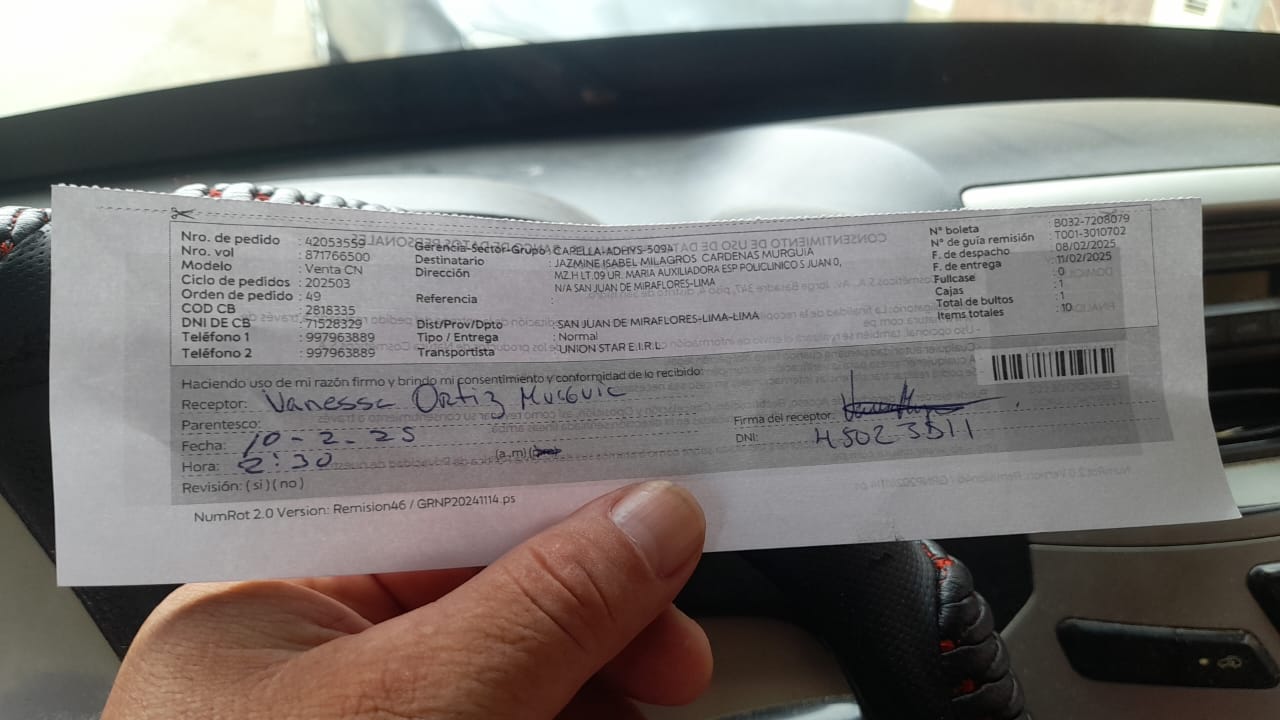 Nro. de pedido : 42053559
Nro. vol : 871766500
Modelo : Venta CN
Ciclo de pedidos : 202503
Orden de pedido : 49
COD CB : 2818335
DNI DE CB : 71528329
Teléfono 1 : 997963889
Teléfono 2 : 997963889
Gerencia-Sector-Grupo : CARELLA-ADHYS-5094
Destinatario : JAZMINE ISABEL MILAGROS CARDENAS MURGUIA
Dirección : MZ.H LT.09 UR. MARIA AUXILIADORA ESP POLICLINICO S JUAN 0,
N/A SAN JUAN DE MIRAFLORES-LIMA
Referencia :
Dist/Prov/Dpto : SAN JUAN DE MIRAFLORES-LIMA-LIMA
Tipo / Entrega : Normal
Transportista : UNION STAR E.I.R.L
N° boleta : B032-7208079
N° de guía remisión : T001-3010702
F. de despacho : 08/02/2025
F. de entrega : 11/02/2025
Fullcase : 0
Cajas : 1
Total de bultos : 1
Items totales : 10
Haciendo uso de mi razón firmo y brindo mi consentimiento y conformidad de lo recibido:
Receptor: Vanessa Ortiz
Parentesco:
Fecha: 10-2-25
Hora: 2:30 (a.m)
Revisión: ( si ) ( no )
Firma del receptor:
DNI: 45023511
NumRot 2.0 Version: Remision46 / GRNP20241114.ps